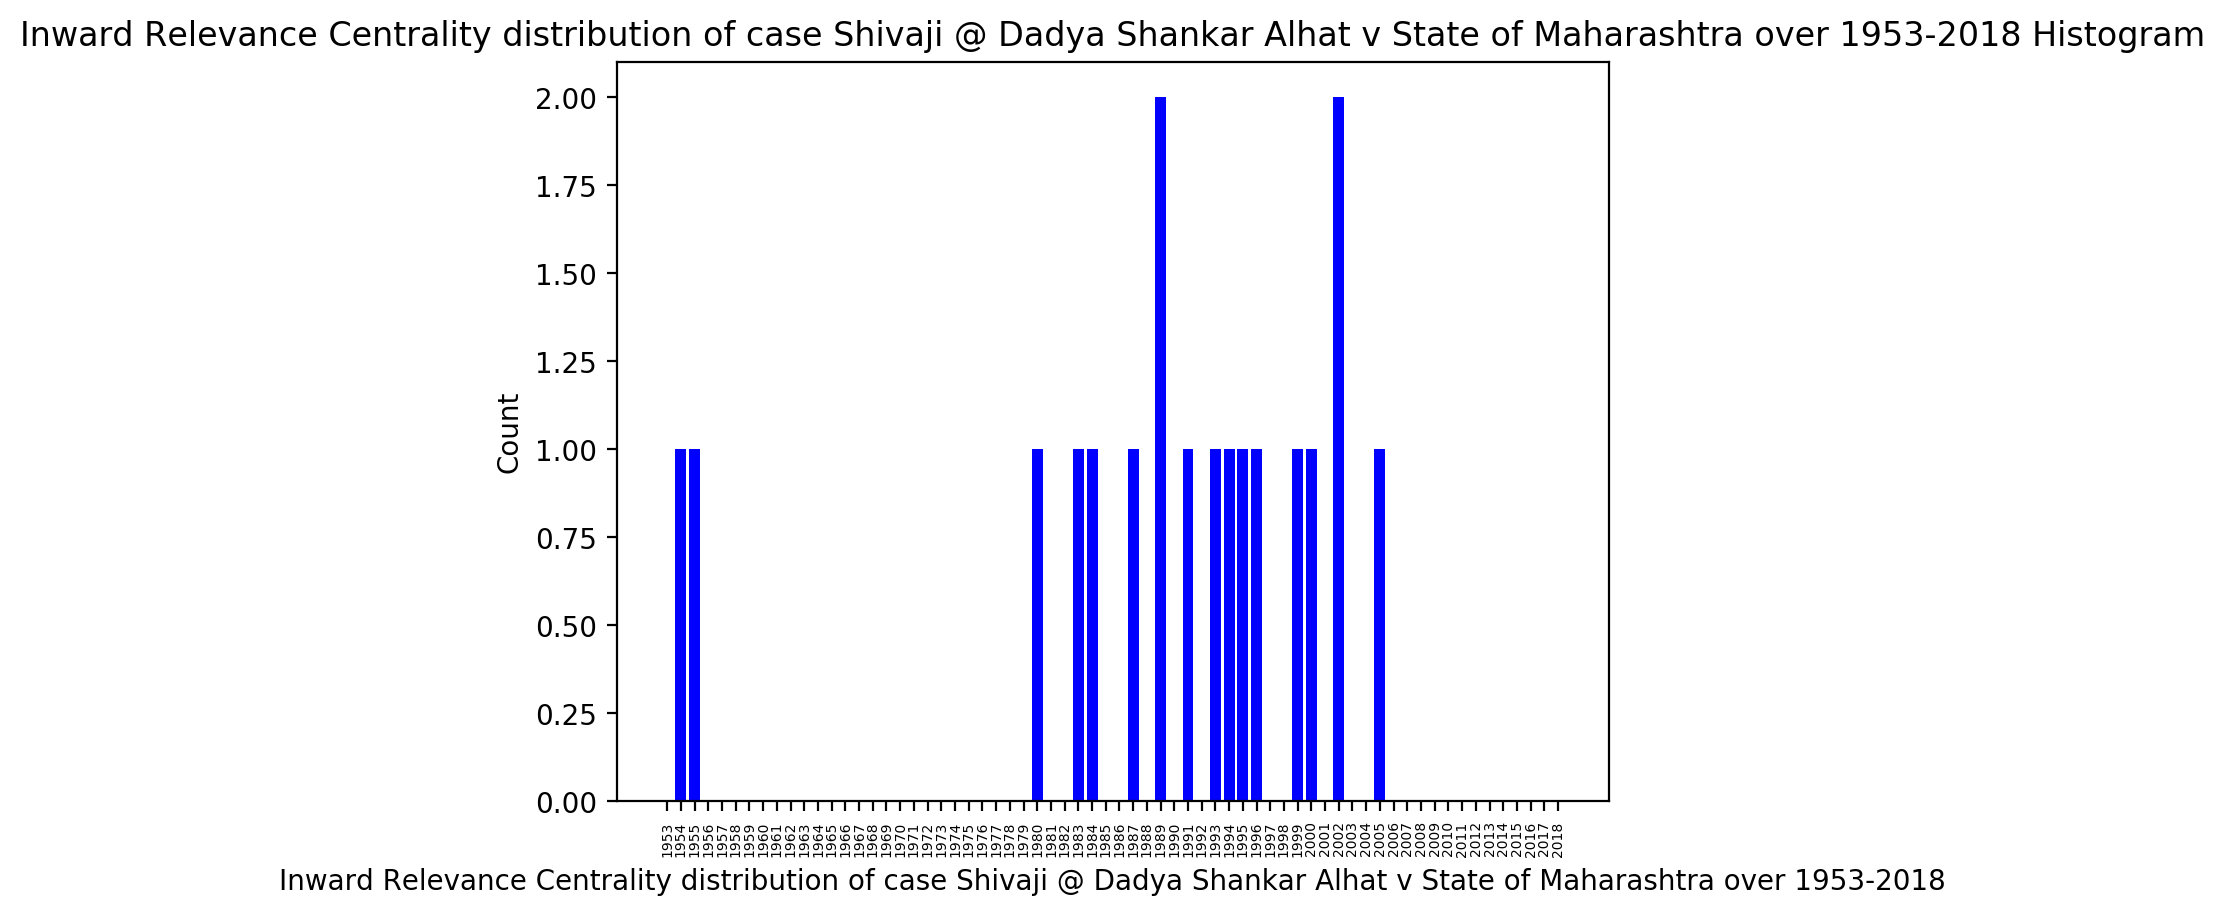 Inward Relevance Centrality distribution of case Shivaji @ Dadya Shankar Alhat v State of Maharashtra over 1953-2018 Histogram
2.00
1.75
1.50
1.25
1.00
0.75
0.50
0.25
0.00
Count
1953 1954 1955 1956 1957 1958 1959 1960 1961 1962 1963 1964 1965 1966 1967 1968 1969 1970 1971 1972 1973 1974 1975 1976 1977 1978 1979 1980 1981 1982 1983 1984 1985 1986 1987 1988 1989 1990 1991 1992 1993 1994 1995 1996 1997 1998 1999 2000 2001 2002 2003 2004 2005 2006 2007 2008 2009 2010 2011 2012 2013 2014 2015 2016 2017 2018
Inward Relevance Centrality distribution of case Shivaji @ Dadya Shankar Alhat v State of Maharashtra over 1953-2018